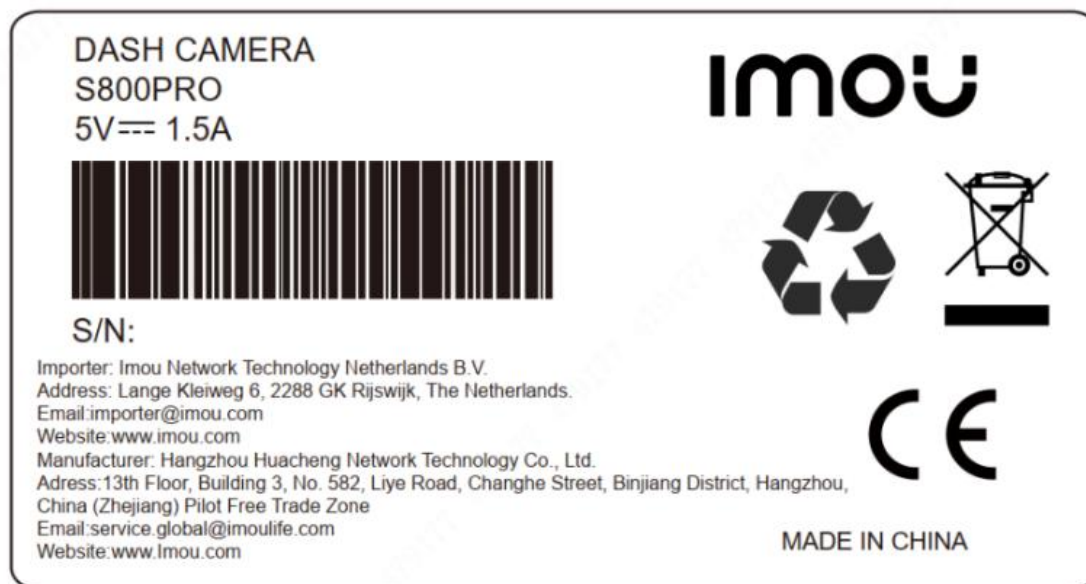 DASH CAMERA
S800PRO
5V⎓ 1.5A
imou
S/N:
Importer: Imou Network Technology Netherlands B.V.
Address: Lange Kleiweg 6, 2288 GK Rijswijk, The Netherlands.
Email:importer@imou.com
Website:www.imou.com
Manufacturer: Hangzhou Huacheng Network Technology Co., Ltd.
Adress:13th Floor, Building 3, No. 582, Liye Road, Changhe Street, Binjiang District, Hangzhou,
China (Zhejiang) Pilot Free Trade Zone
Email:service.global@imoulife.com
Website:www.Imou.com
CE
MADE IN CHINA